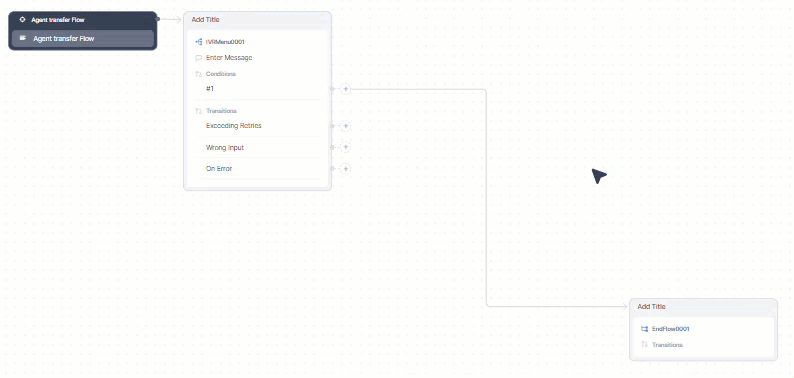 Agent transfer Flow
Agent transfer Flow
Add Title
IVRMenu0001
Enter Message
Conditions
#1
Transitions
Exceeding Retries
Wrong Input
On Error
Add Title
EndFlow0001
Transitions